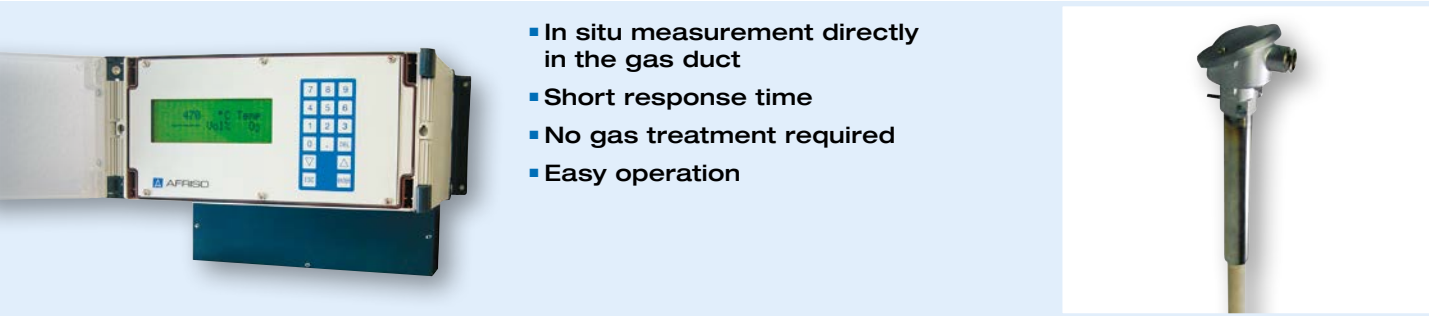 In situ measurement directly
in the gas duct
Short response time
No gas treatment required
Easy operation
470 °C Temp
Volt O₂
7 8 9
4 5 6
1 2 3
0 . DEL
ESC
AFRISO